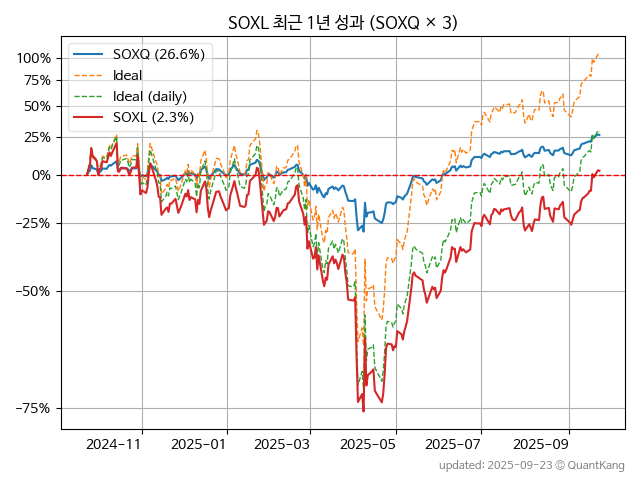 SOXL 최근 1년 성과 (SOXQ × 3)
SOXQ (26.6%)
Ideal
Ideal (daily)
SOXL (2.3%)
100%
75%
50%
25%
0%
−25%
−50%
−75%
2024-11
2025-01
2025-03
2025-05
2025-07
2025-09
updated: 2025-09-23 © QuantKang